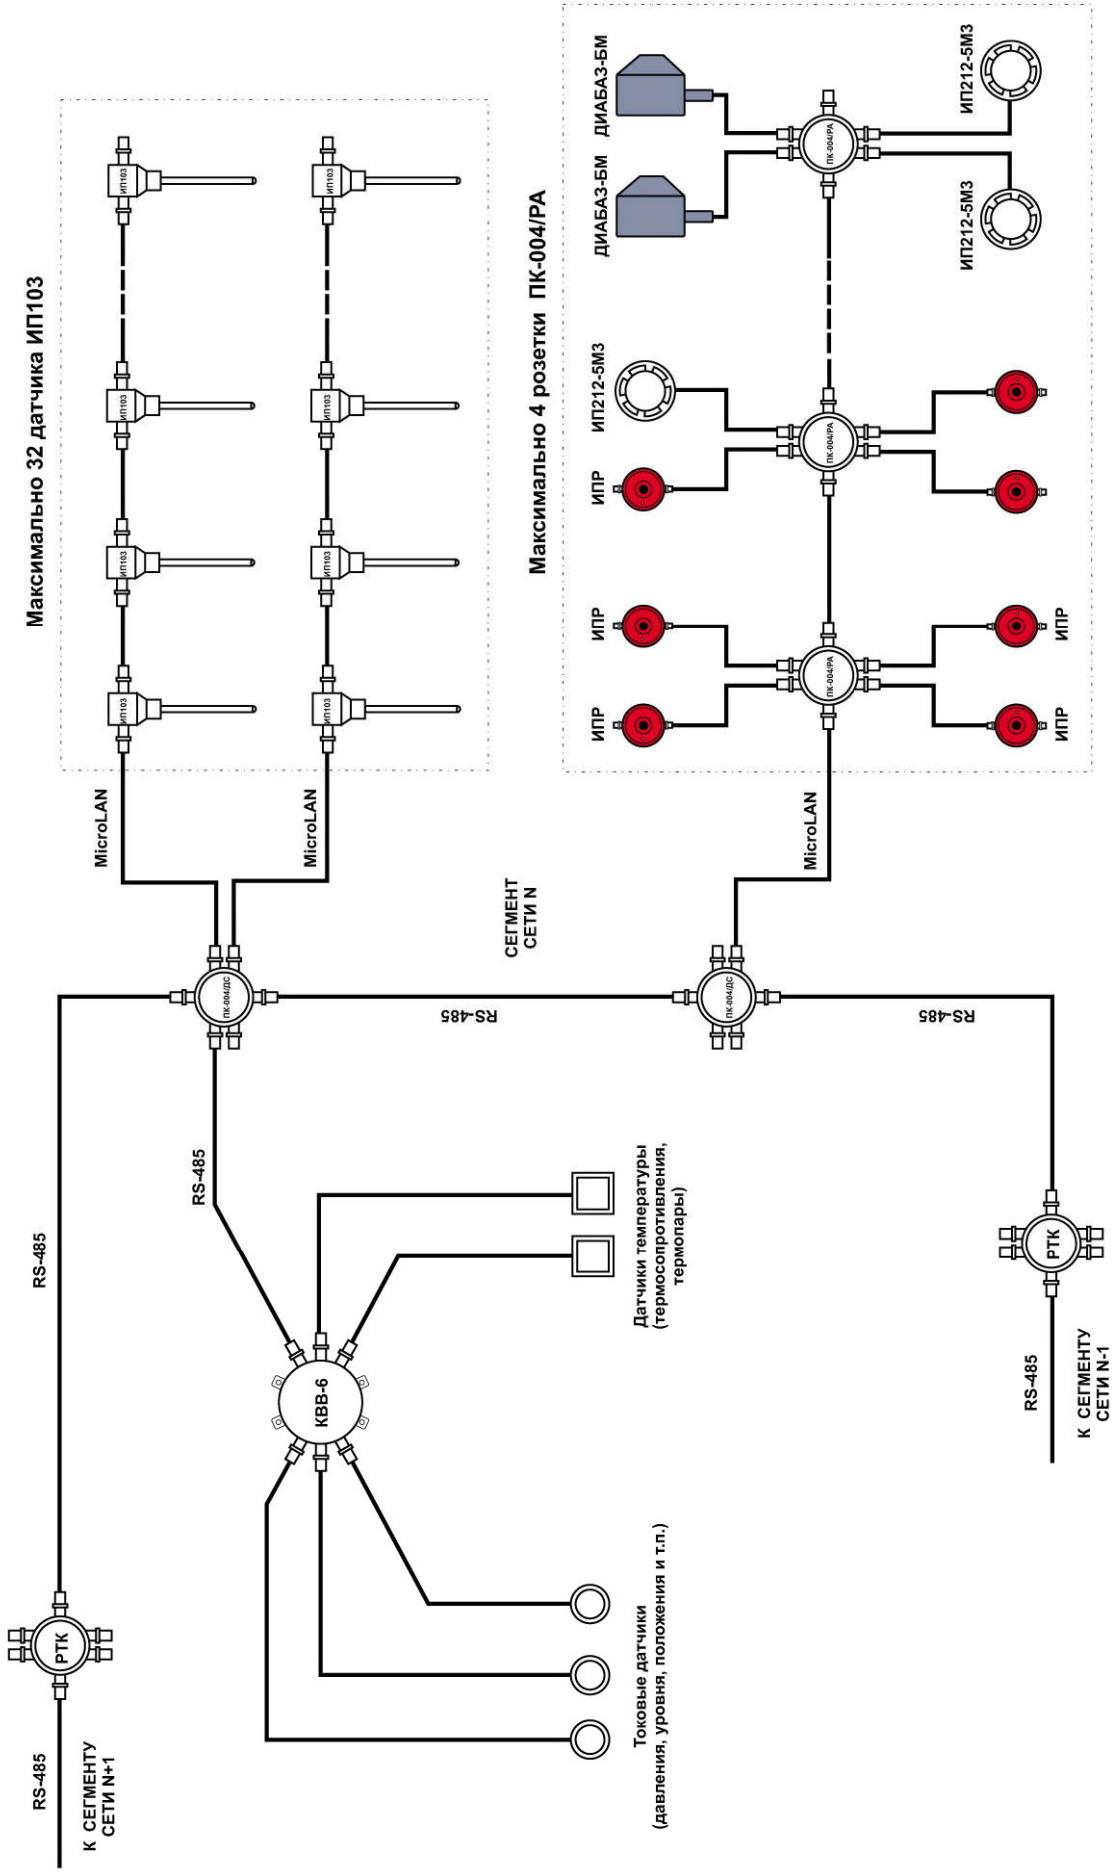 RS-485
RS-485
Максимально 32 датчика ИП103
РТК
К СЕГМЕНТУ
СЕТИ N+1
MicroLAN
ИП103
ИП103
ИП103
ИП103
RS-485
ПК-004/ДС
MicroLAN
КВВ-6
ИП103
ИП103
ИП103
ИП103
RS-485
СЕГМЕНТ
СЕТИ N
Максимально 4 розетки ПК-004/РА
ИПР
ИПР
ИПР
ИП212-5М3
ДИАБАЗ-БМ
ДИАБАЗ-БМ
Токовые датчики
(давления, уровня, положения и т.п.)
Датчики температуры
(термосопротивления,
термопары)
ПК-004/ДС
MicroLAN
ПК-004/РА
ПК-004/РА
ПК-004/РА
RS-485
ИП212-5М3
ИП212-5М3
RS-485
РТК
ИПР
ИПР
К СЕГМЕНТУ
СЕТИ N-1